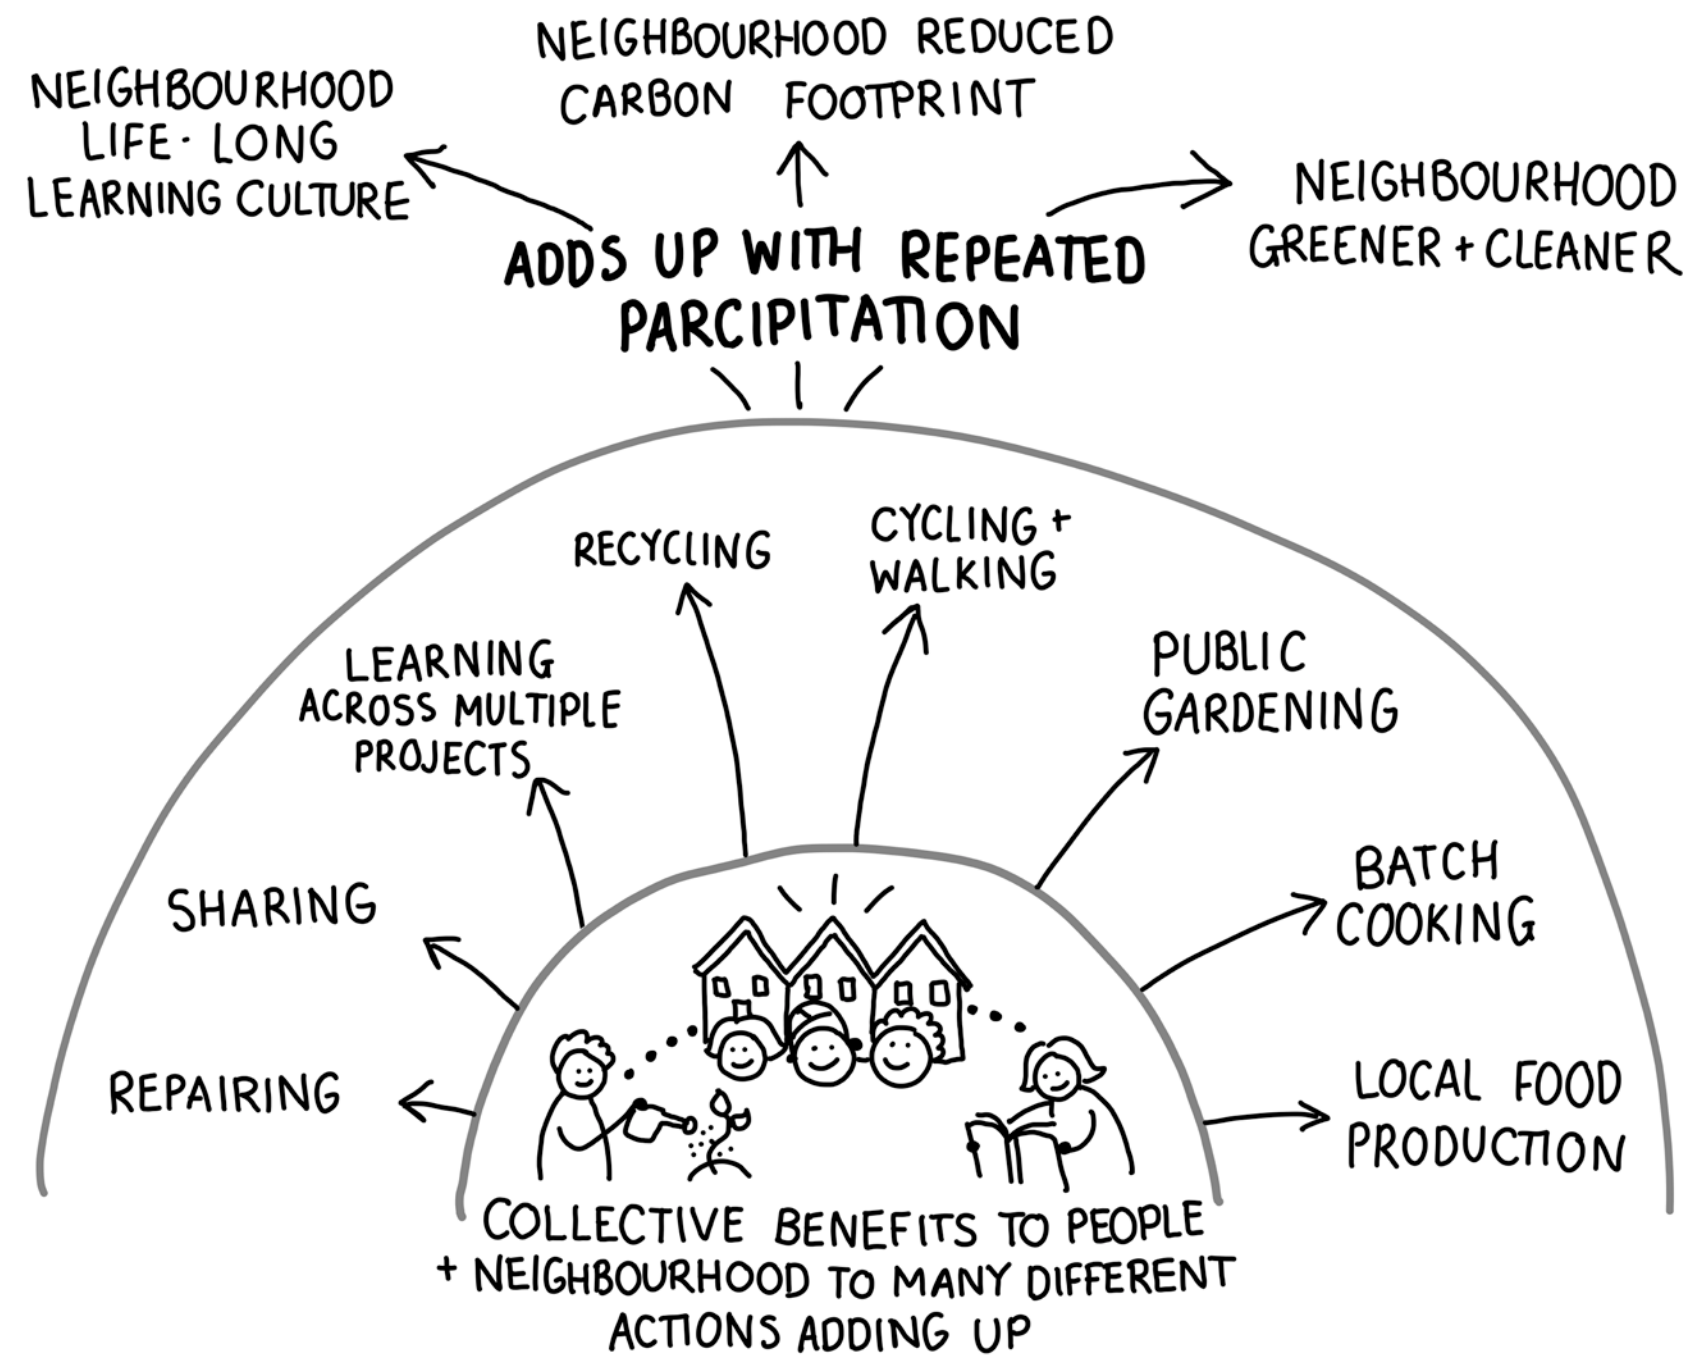 NEIGHBOURHOOD
LIFE-LONG
LEARNING CULTURE
NEIGHBOURHOOD REDUCED
CARBON FOOTPRINT
NEIGHBOURHOOD
GREENER + CLEANER
ADDS UP WITH REPEATED
PARCIPITATION
RECYCLING
CYCLING +
WALKING
LEARNING
ACROSS MULTIPLE
PROJECTS
PUBLIC
GARDENING
SHARING
BATCH
COOKING
REPAIRING
LOCAL FOOD
PRODUCTION
COLLECTIVE BENEFITS TO PEOPLE
+ NEIGHBOURHOOD TO MANY DIFFERENT
ACTIONS ADDING UP